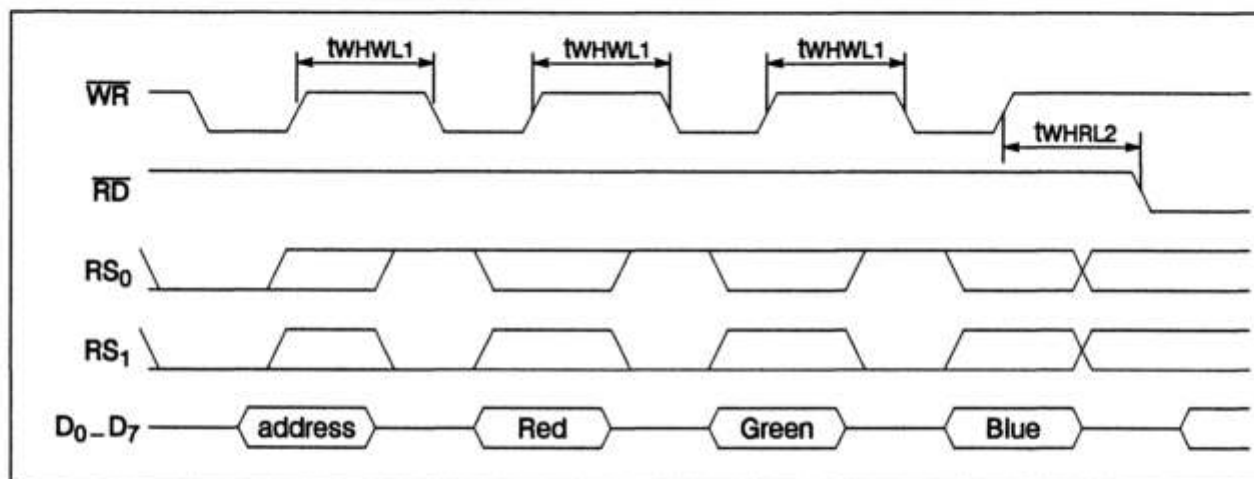 tWHWL1 tWHWL1 tWHWL1
WR
tWHRL2
RD
RS0
RS1
D0–D7 address Red Green Blue